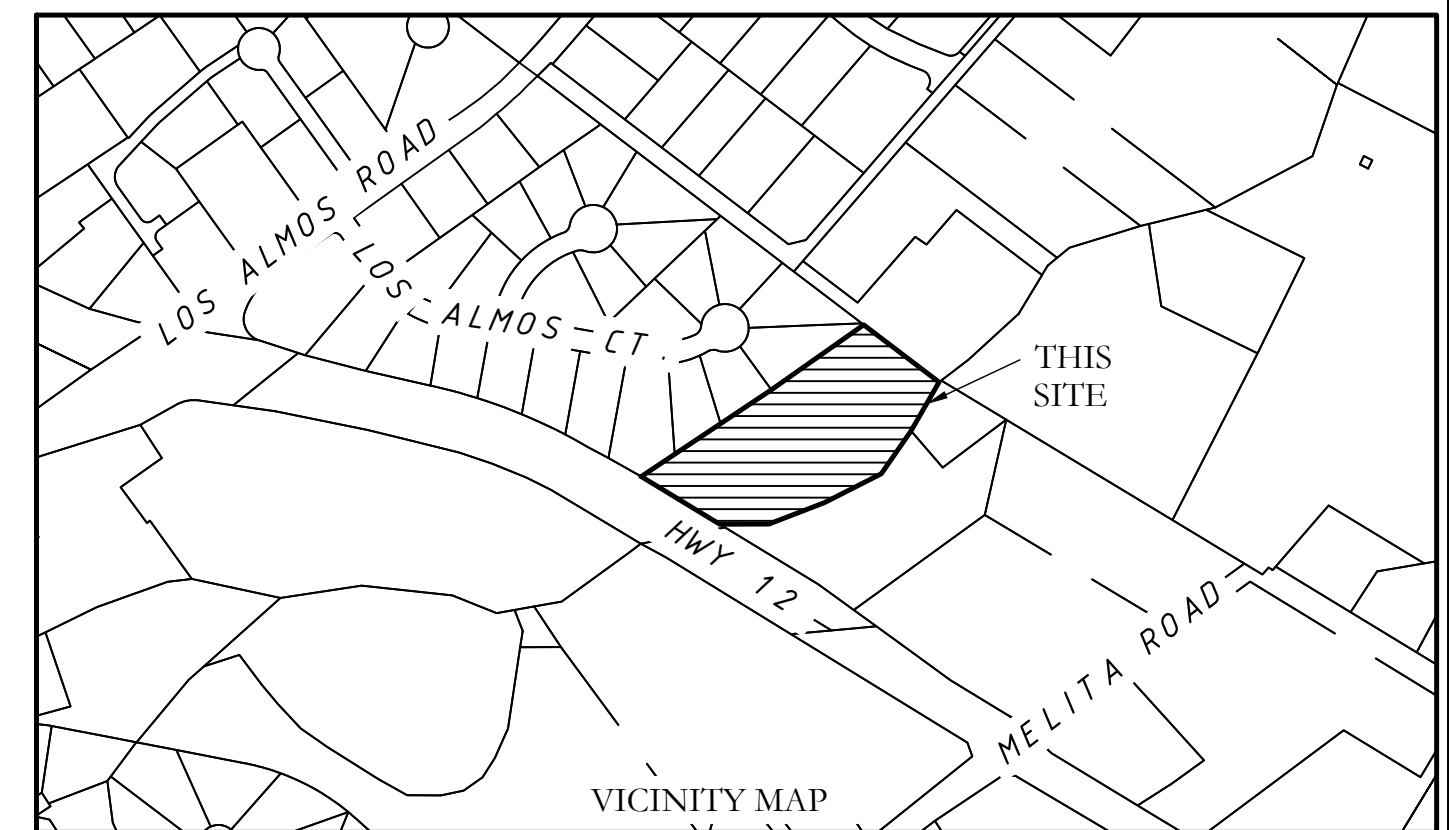 LOS ALMOS ROAD
LOS ALMOS CT.
THIS
SITE
HWY 12
MELITA ROAD
VICINITY MAP